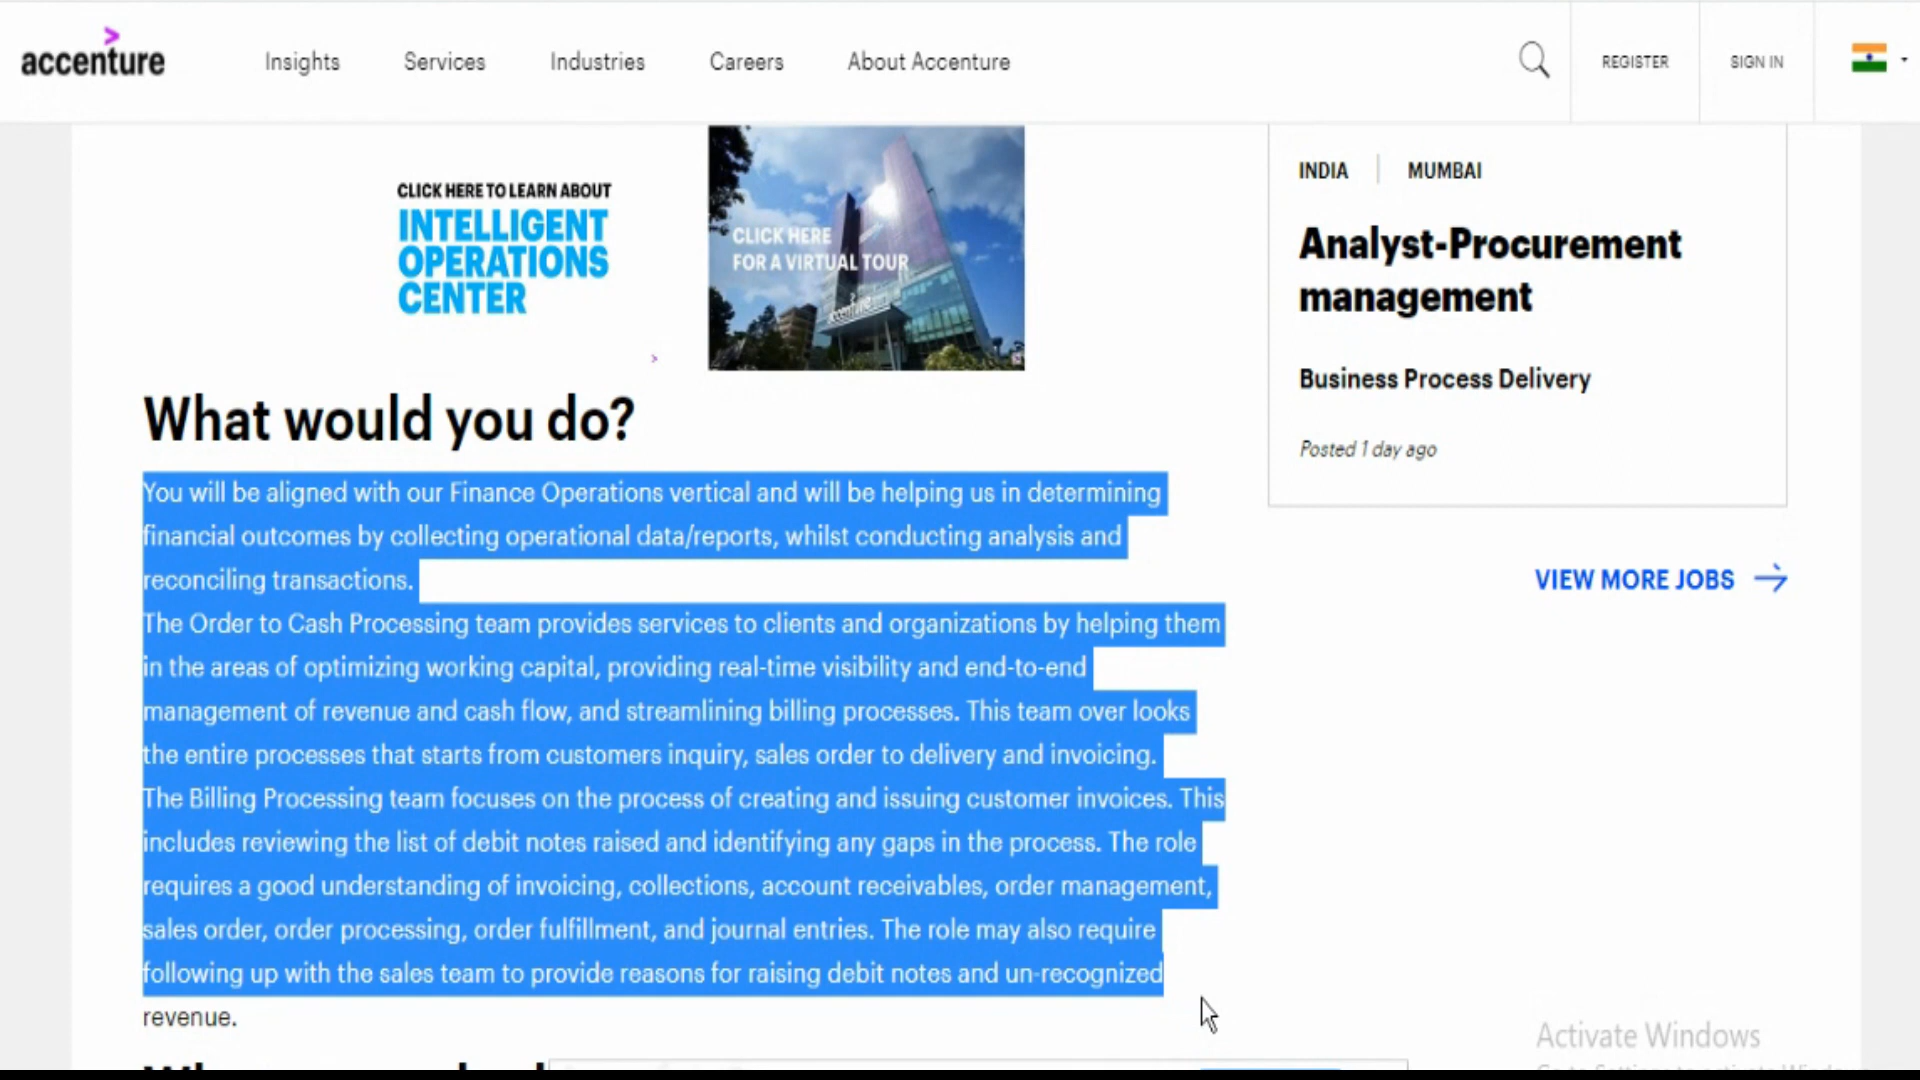 accenture
Insights
Services
Industries
Careers
About Accenture
REGISTER
SIGN IN
CLICK HERE TO LEARN ABOUT
INTELLIGENT
OPERATIONS
CENTER
CLICK HERE
FOR A VIRTUAL TOUR
accenture
INDIA
MUMBAI
Analyst-Procurement
management
Business Process Delivery
Posted 1 day ago
VIEW MORE JOBS
What would you do?
You will be aligned with our Finance Operations vertical and will be helping us in determining
financial outcomes by collecting operational data/reports, whilst conducting analysis and
reconciling transactions.
The Order to Cash Processing team provides services to clients and organizations by helping them
in the areas of optimizing working capital, providing real-time visibility and end-to-end
management of revenue and cash flow, and streamlining billing processes. This team over looks
the entire processes that starts from customers inquiry, sales order to delivery and invoicing.
The Billing Processing team focuses on the process of creating and issuing customer invoices. This
includes reviewing the list of debit notes raised and identifying any gaps in the process. The role
requires a good understanding of invoicing, collections, account receivables, order management,
sales order, order processing, order fulfillment, and journal entries. The role may also require
following up with the sales team to provide reasons for raising debit notes and un-recognized
revenue.
Activate Windows